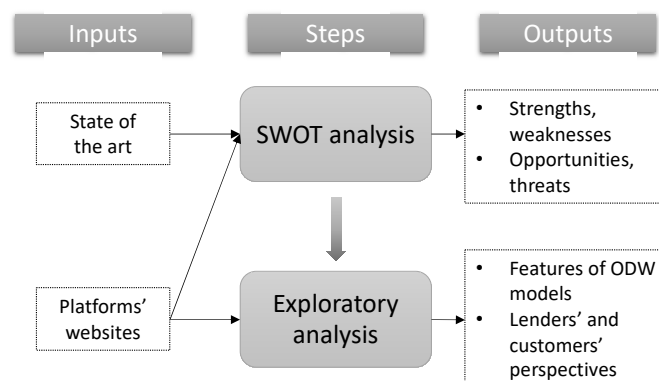 Inputs
Steps
Outputs
State of
the art
SWOT analysis
• Strengths,
weaknesses
• Opportunities,
threats
Platforms’
websites
Exploratory
analysis
• Features of ODW
models
• Lenders’ and
customers’
perspectives